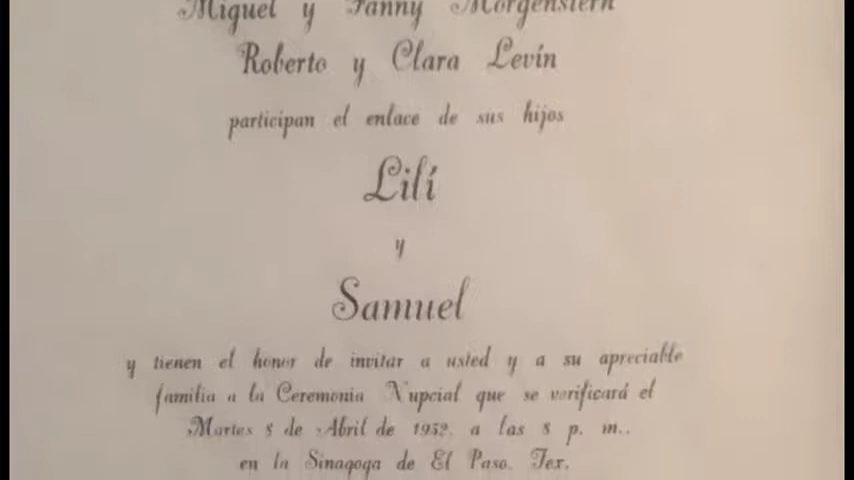 Miguel y Fanny Morgenstern
Roberto y Clara Levín
participan el enlace de sus hijos
Lilí
y
Samuel
y tienen el honor de invitar a usted y a su apreciable
familia a la Ceremonia Nupcial que se verificará el
Martes 8 de Abril de 1952. a las 8 p. m..
en la Sinagoga de El Paso. Tex.